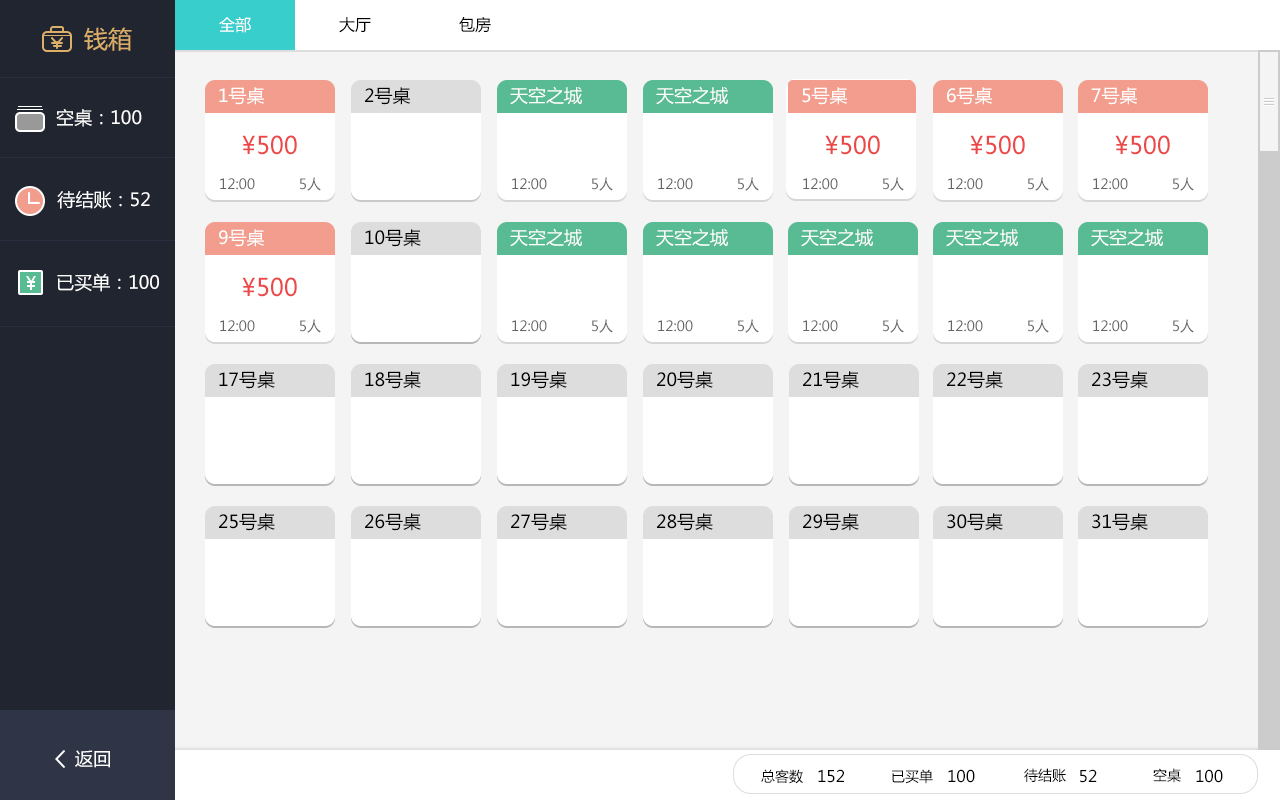 钱箱
空桌：100
待结账：52
已买单：100
返回
全部 大厅 包房
1号桌 2号桌 天空之城 天空之城 5号桌 6号桌 7号桌
¥500 ¥500 ¥500 ¥500
12:00 5人 12:00 5人 12:00 5人 12:00 5人 12:00 5人 12:00 5人
9号桌 10号桌 天空之城 天空之城 天空之城 天空之城 天空之城
¥500
12:00 5人 12:00 5人 12:00 5人 12:00 5人 12:00 5人 12:00 5人
17号桌 18号桌 19号桌 20号桌 21号桌 22号桌 23号桌
25号桌 26号桌 27号桌 28号桌 29号桌 30号桌 31号桌
总客数 152 已买单 100 待结账 52 空桌 100